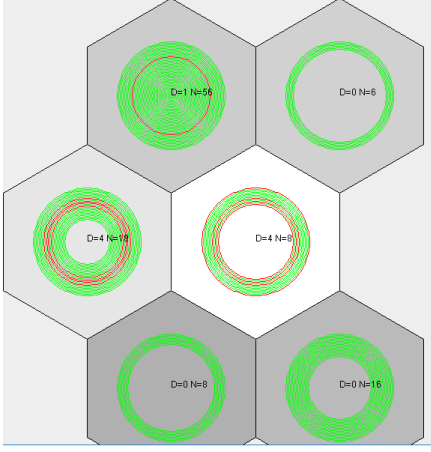 D=1 N=56
D=0 N=6
D=4 N=19
D=4 N=8
D=0 N=8
D=0 N=16